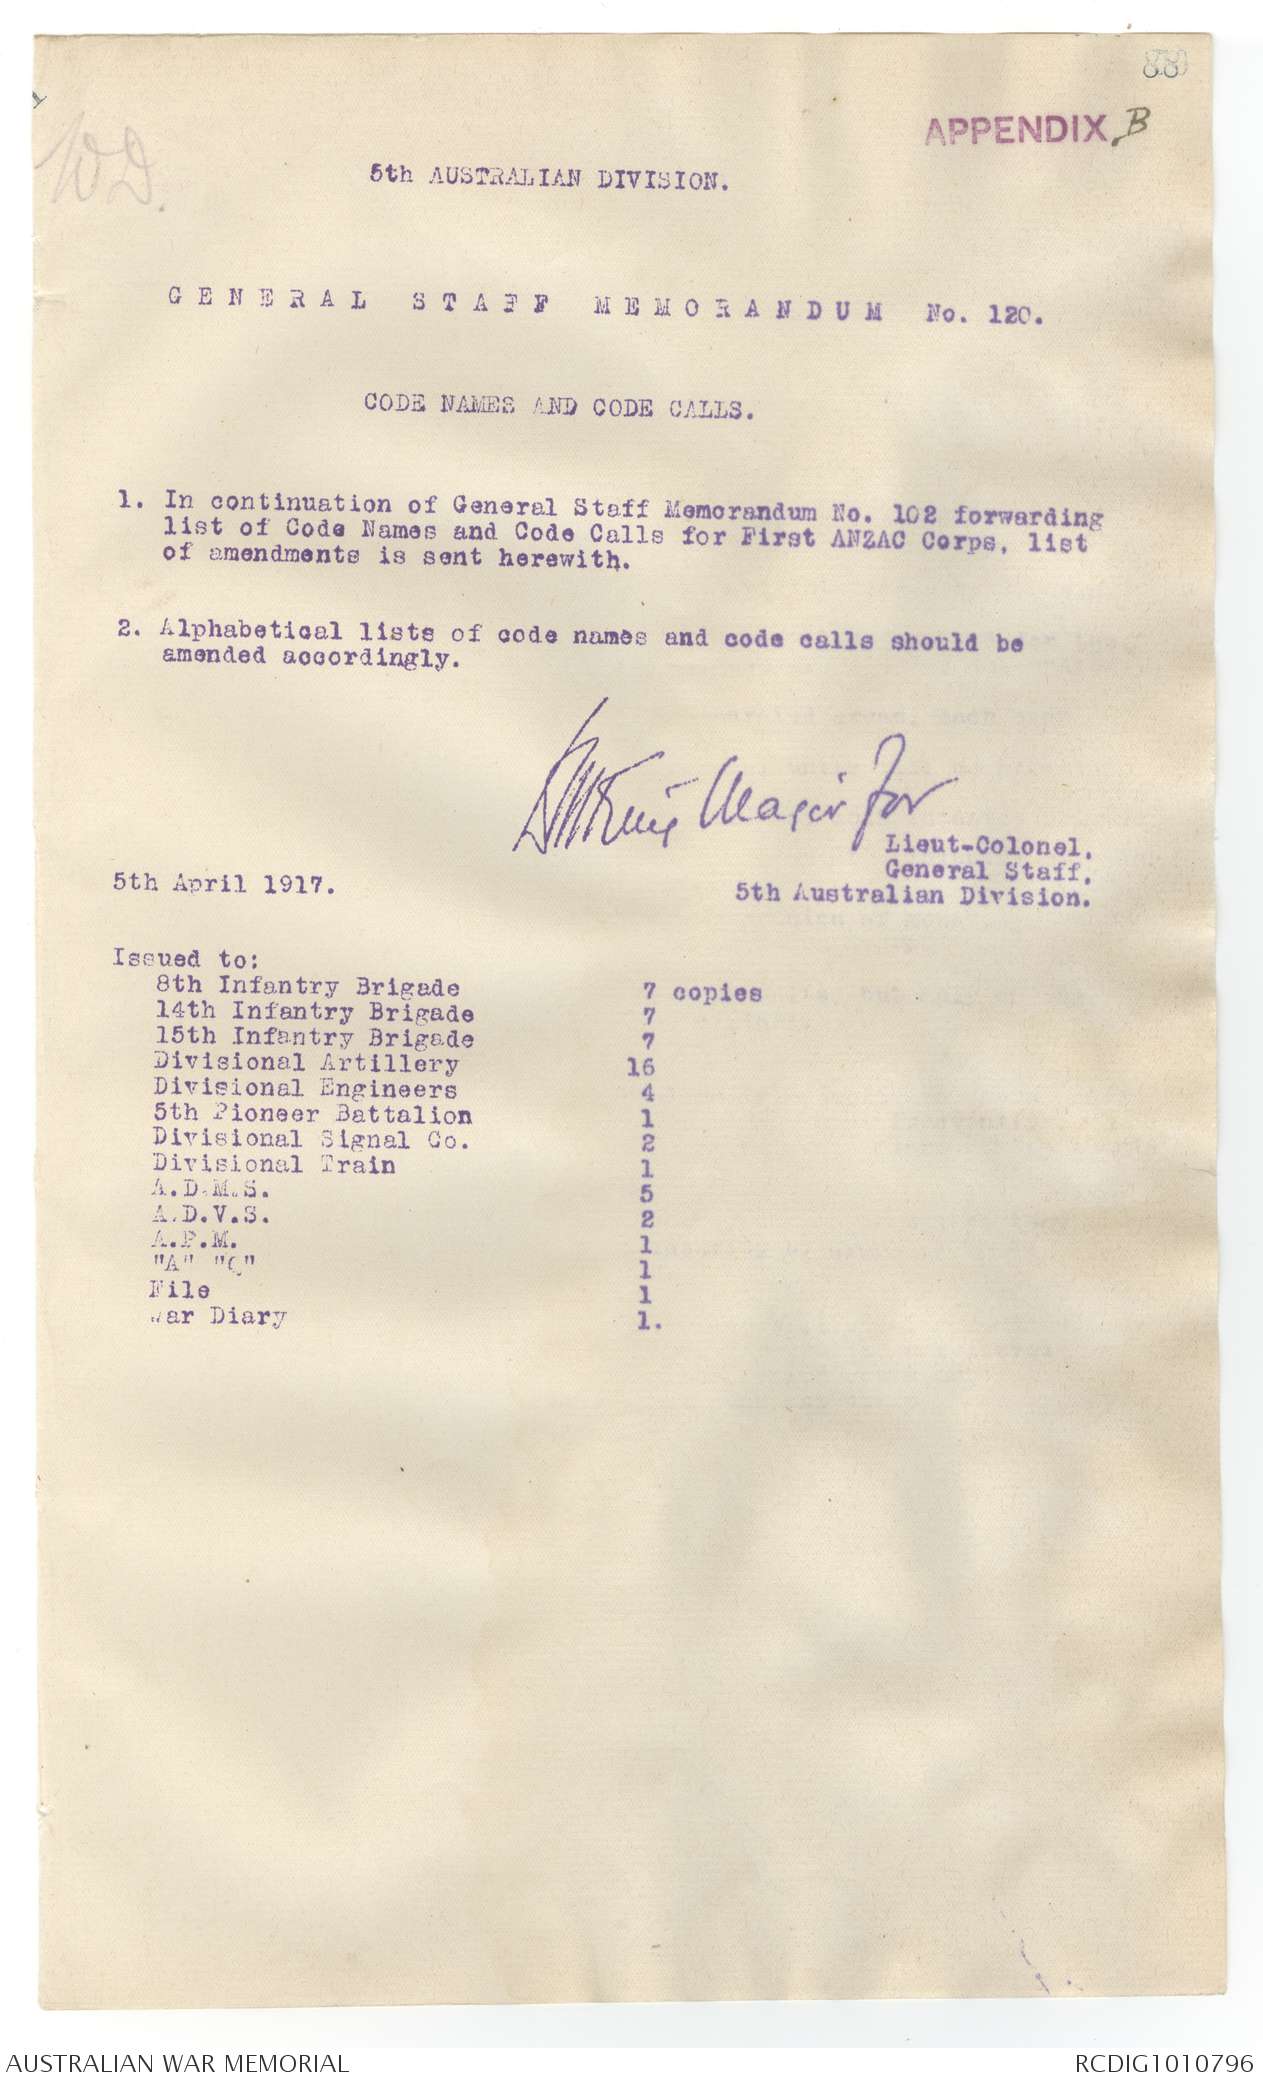 88
APPENDIX B
WD.
5th AUSTRALIAN DIVISION.
GENERAL STAFF MEMORANDUM No. 120.
CODE NAMES AND CODE CALLS.
1. In continuation of General Staff Memorandum No. 102 forwarding
list of Code Names and Code Calls for First ANZAC Corps, list
of amendments is sent herewith.
2. Alphabetical lists of code names and code calls should be
amended accordingly.
Major for
Lieut-Colonel,
General Staff,
5th April 1917.
5th Australian Division.
Issued to:
8th Infantry Brigade 7 copies
14th Infantry Brigade 7
15th Infantry Brigade 7
Divisional Artillery 16
Divisional Engineers 4
5th Pioneer Battalion 1
Divisional Signal Co. 2
Divisional Train 1
A.D.M.S. 5
A.D.V.S. 2
A.P.M. 1
"A" "Q" 1
File 1
War Diary 1.
AUSTRALIAN WAR MEMORIAL RCDIG1010796